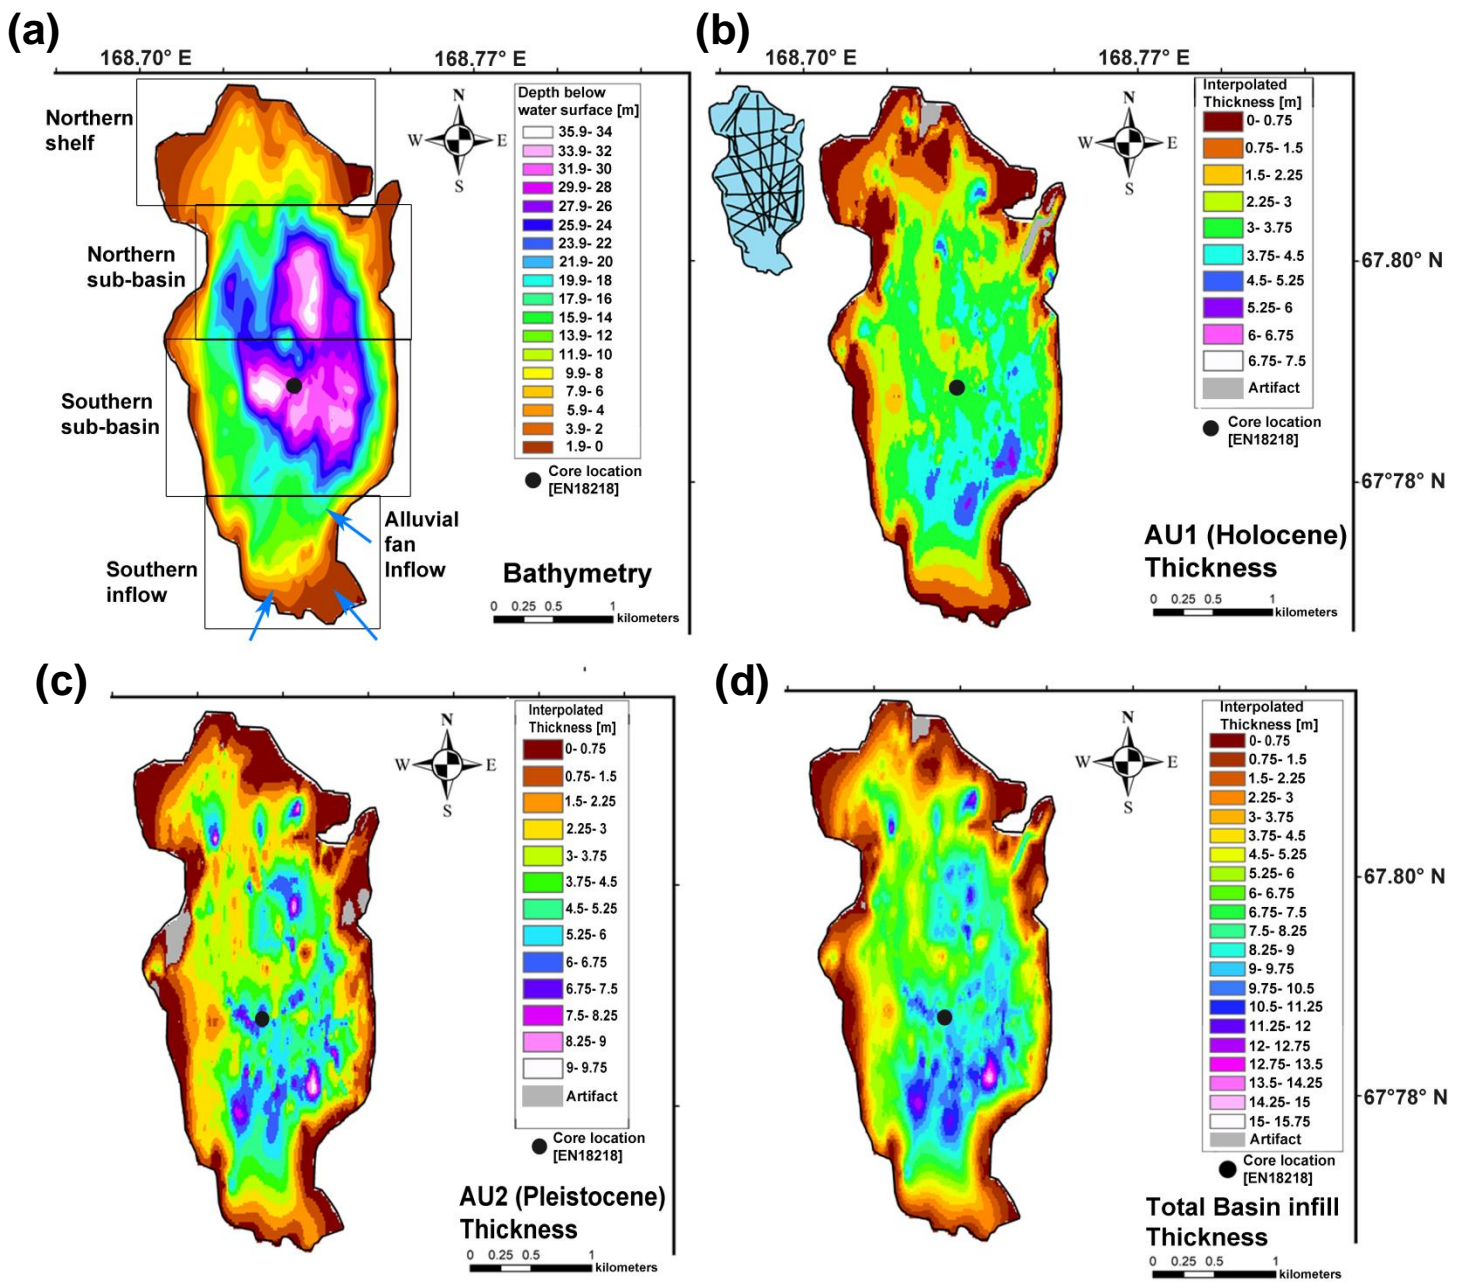 (a)
168.70° E
168.77° E
Northern
shelf
Northern
sub-basin
Southern
sub-basin
Southern
inflow
Alluvial
fan
Inflow
N
W
E
S
Depth below
water surface [m]
35.9- 34
33.9- 32
31.9- 30
29.9- 28
27.9- 26
25.9- 24
23.9- 22
21.9- 20
19.9- 18
17.9- 16
15.9- 14
13.9- 12
11.9- 10
9.9- 8
7.9- 6
5.9- 4
3.9- 2
1.9- 0
Core location
[EN18218]
Bathymetry
0 0.25 0.5 1
kilometers
(b)
168.70° E
168.77° E
N
W
E
S
Interpolated
Thickness [m]
0- 0.75
0.75- 1.5
1.5- 2.25
2.25- 3
3- 3.75
3.75- 4.5
4.5- 5.25
5.25- 6
6- 6.75
6.75- 7.5
Artifact
Core location
[EN18218]
67.80° N
67°78° N
AU1 (Holocene)
Thickness
0 0.25 0.5 1
kilometers
(c)
N
W
E
S
Interpolated
Thickness [m]
0- 0.75
0.75- 1.5
1.5- 2.25
2.25- 3
3- 3.75
3.75- 4.5
4.5- 5.25
5.25- 6
6- 6.75
6.75- 7.5
7.5- 8.25
8.25- 9
9- 9.75
Artifact
Core location
[EN18218]
AU2 (Pleistocene)
Thickness
0 0.25 0.5 1
kilometers
(d)
N
W
E
S
Interpolated
Thickness [m]
0- 0.75
0.75- 1.5
1.5- 2.25
2.25- 3
3- 3.75
3.75- 4.5
4.5- 5.25
5.25- 6
6- 6.75
6.75- 7.5
7.5- 8.25
8.25- 9
9- 9.75
9.75- 10.5
10.5- 11.25
11.25- 12
12- 12.75
12.75- 13.5
13.5- 14.25
14.25- 15
15- 15.75
Artifact
Core location
[EN18218]
67.80° N
67°78° N
Total Basin infill
Thickness
0 0.25 0.5 1
kilometers